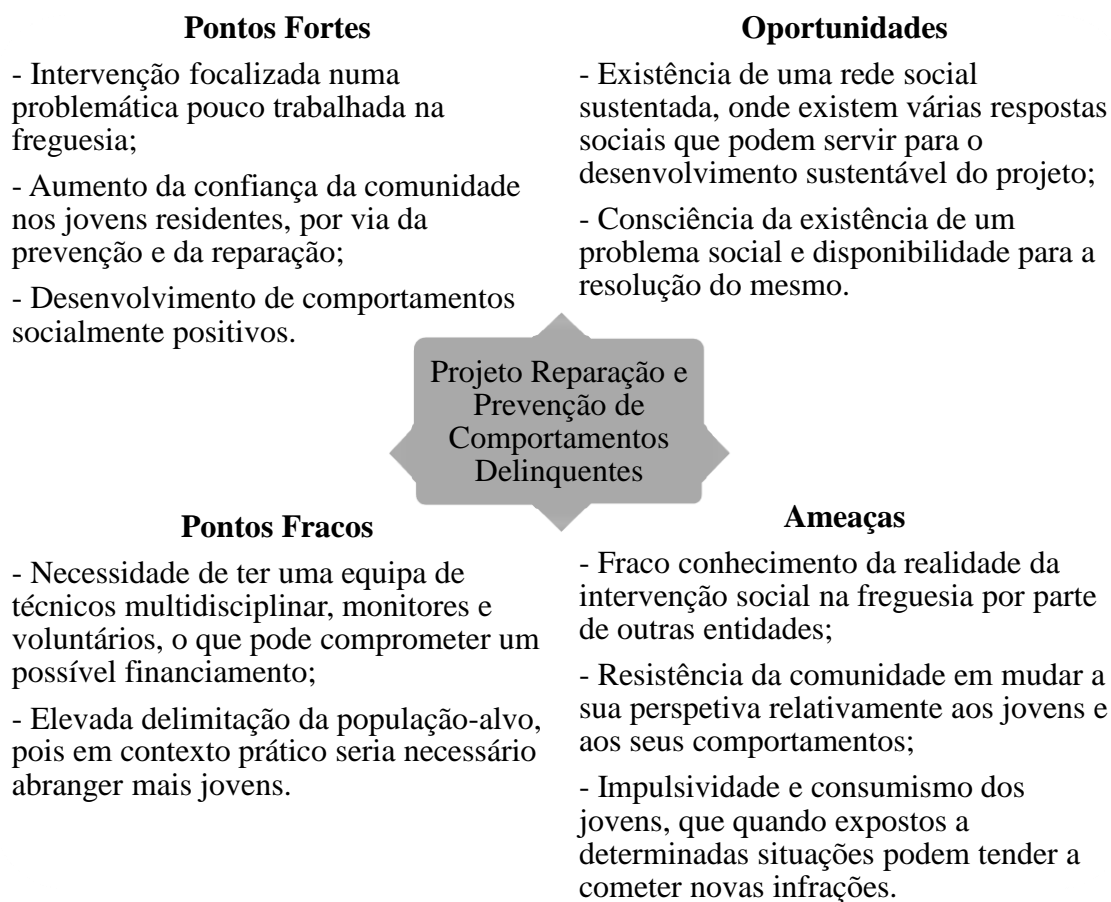 Pontos Fortes
- Intervenção focalizada numa
problemática pouco trabalhada na
freguesia;
- Aumento da confiança da comunidade
nos jovens residentes, por via da
prevenção e da reparação;
- Desenvolvimento de comportamentos
socialmente positivos.
Oportunidades
- Existência de uma rede social
sustentada, onde existem várias respostas
sociais que podem servir para o
desenvolvimento sustentável do projeto;
- Consciência da existência de um
problema social e disponibilidade para a
resolução do mesmo.
Projeto Reparação e
Prevenção de
Comportamentos
Delinquentes
Pontos Fracos
- Necessidade de ter uma equipa de
técnicos multidisciplinar, monitores e
voluntários, o que pode comprometer um
possível financiamento;
- Elevada delimitação da população-alvo,
pois em contexto prático seria necessário
abranger mais jovens.
Ameaças
- Fraco conhecimento da realidade da
intervenção social na freguesia por parte
de outras entidades;
- Resistência da comunidade em mudar a
sua perspetiva relativamente aos jovens e
aos seus comportamentos;
- Impulsividade e consumismo dos
jovens, que quando expostos a
determinadas situações podem tender a
cometer novas infrações.